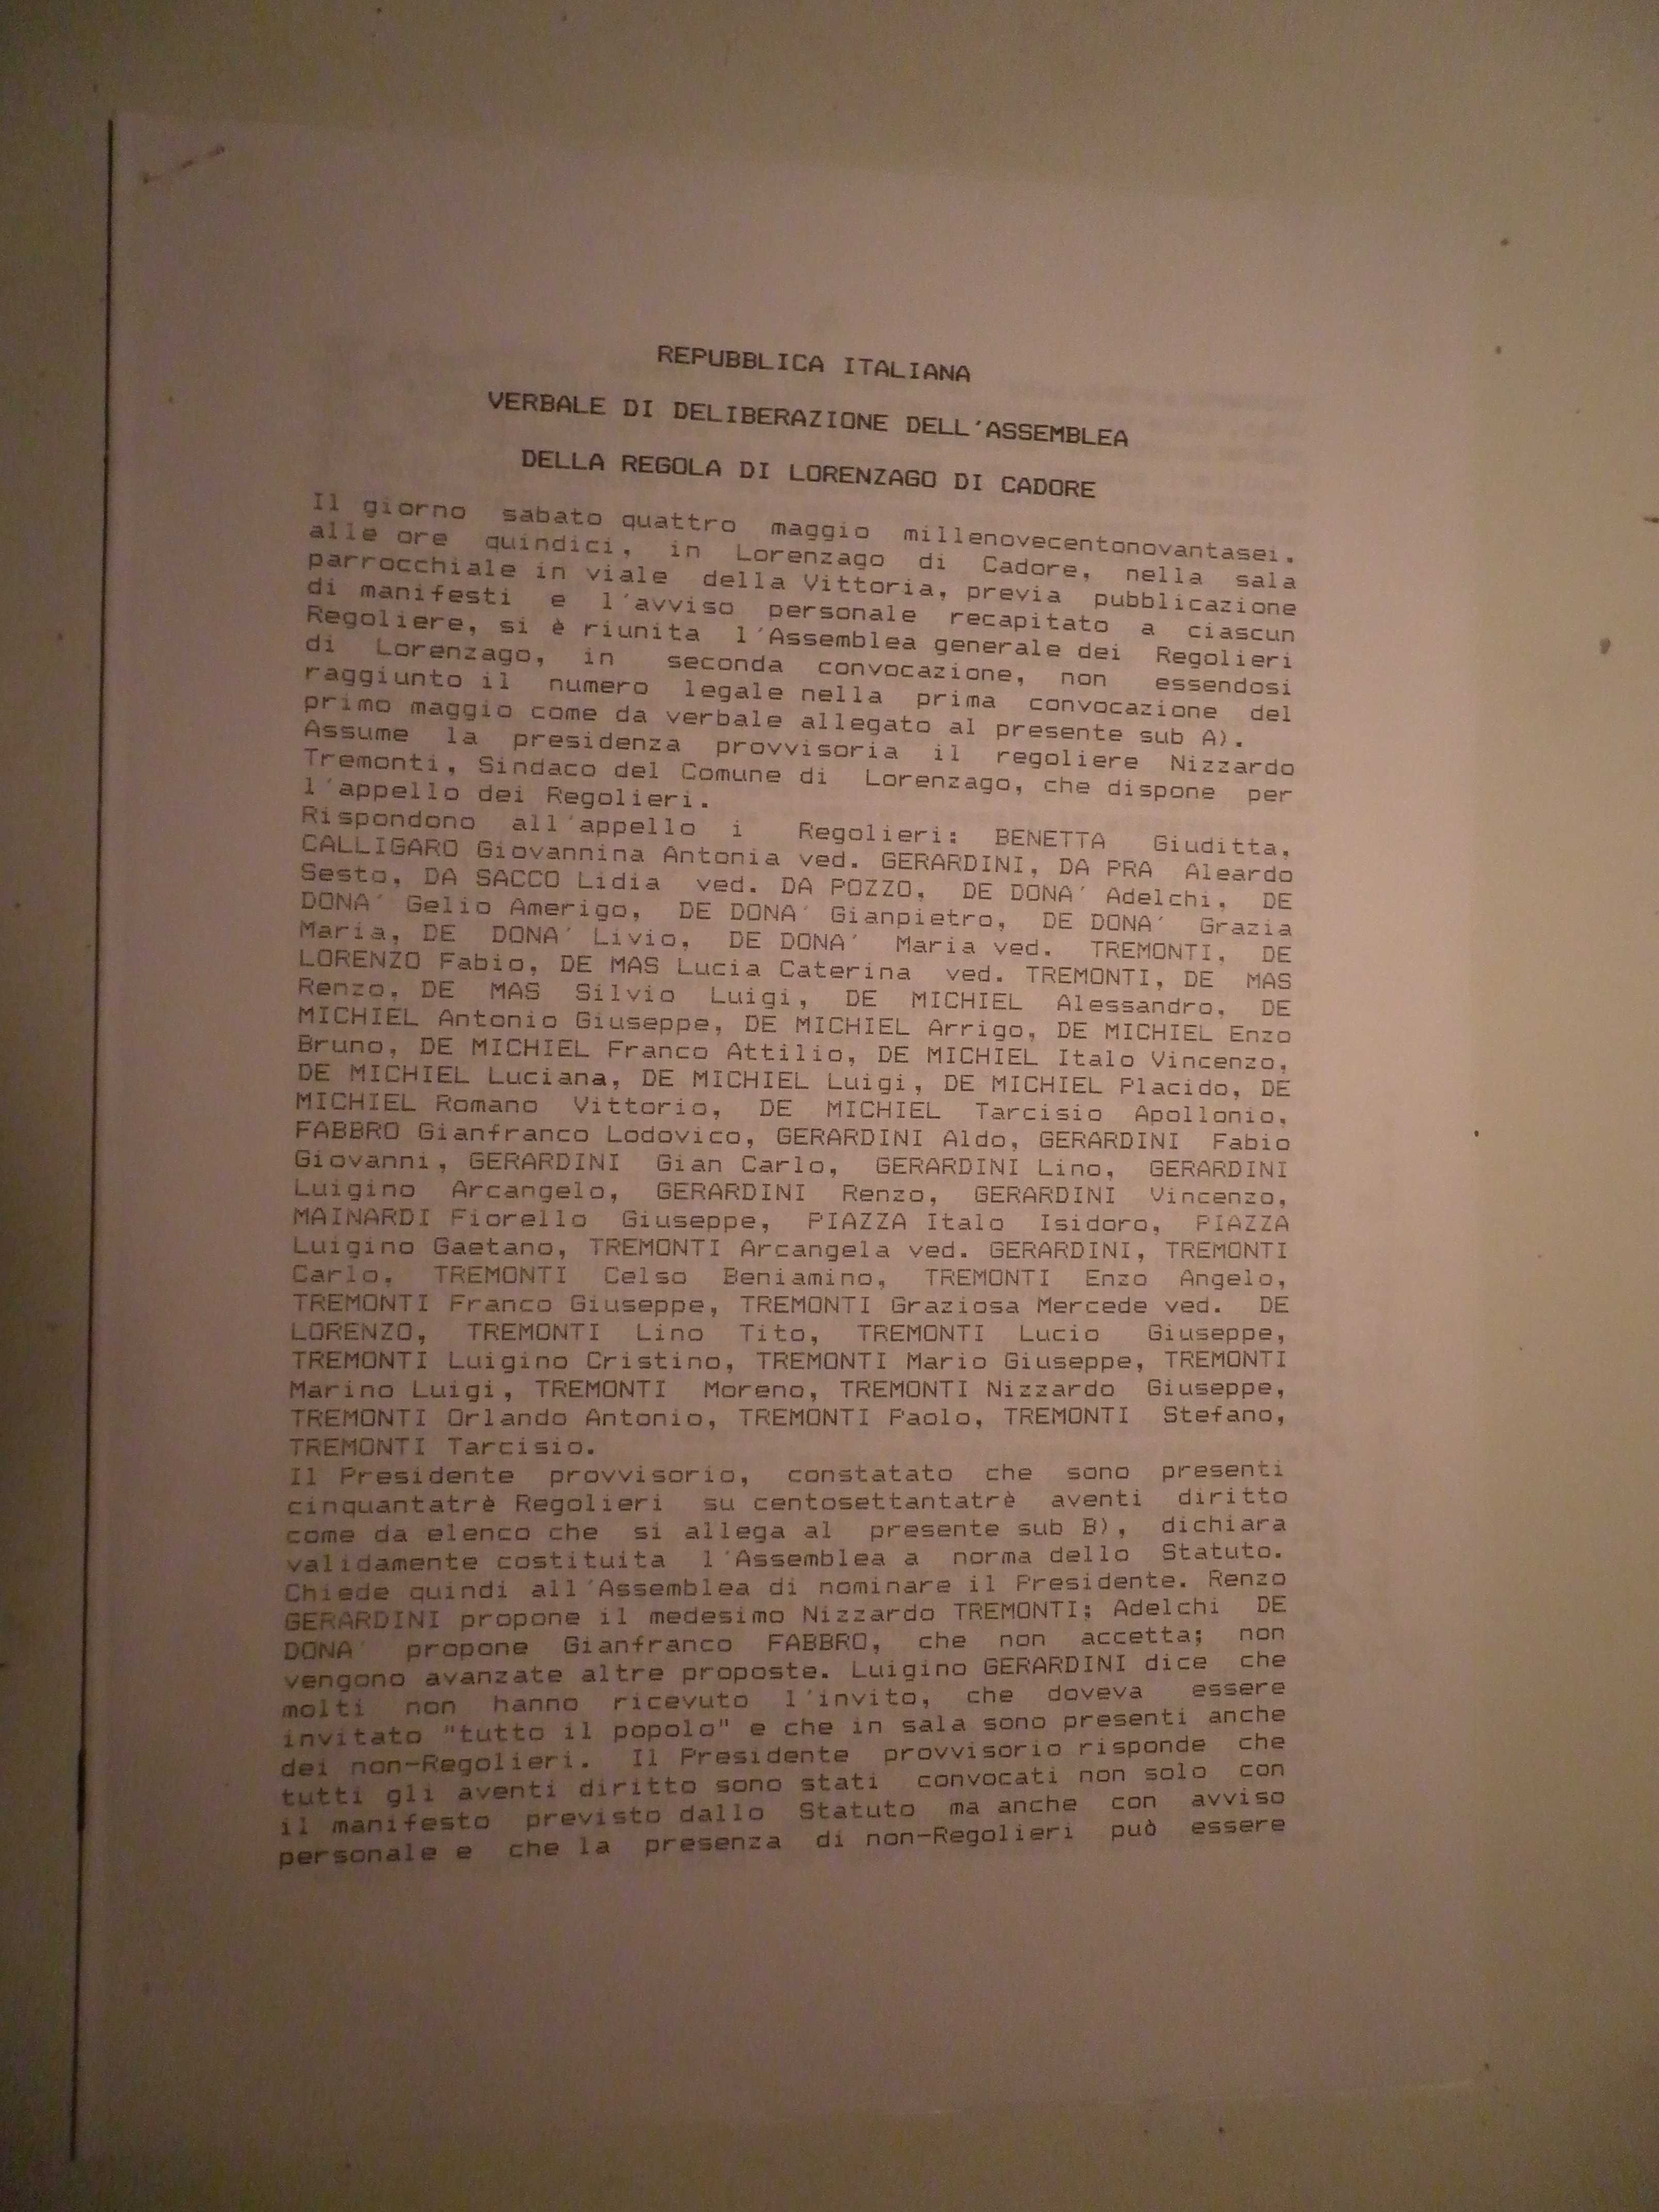 REPUBBLICA ITALIANA
VERBALE DI DELIBERAZIONE DELL'ASSEMBLEA
DELLA REGOLA DI LORENZAGO DI CADORE
Il giorno sabato quattro maggio millenovecentonovantasei,
alle ore quindici, in Lorenzago di Cadore, nella sala
parrocchiale in viale della Vittoria, previa pubblicazione
di manifesti e l'avviso personale recapitato a ciascun
Regoliere, si è riunita l'Assemblea generale dei Regolieri
di Lorenzago, in seconda convocazione, non essendosi
raggiunto il numero legale nella prima convocazione del
primo maggio come da verbale allegato al presente sub A).
Assume la presidenza provvisoria il regoliere Nizzardo
Tremonti, Sindaco del Comune di Lorenzago, che dispone per
l'appello dei Regolieri.
Rispondono all'appello i Regolieri: BENETTA Giuditta,
CALLIGARO Giovannina Antonia ved. GERARDINI, DA PRA Aleardo
Sesto, DA SACCO Lidia ved. DA POZZO, DE DONA' Adelchi, DE
DONA' Gelio Amerigo, DE DONA' Gianpietro, DE DONA' Grazia
Maria, DE DONA' Livio, DE DONA' Maria ved. TREMONTI, DE
LORENZO Fabio, DE MAS Lucia Caterina ved. TREMONTI, DE MAS
Renzo, DE MAS Silvio Luigi, DE MICHIEL Alessandro, DE
MICHIEL Antonio Giuseppe, DE MICHIEL Arrigo, DE MICHIEL Enzo
Bruno, DE MICHIEL Franco Attilio, DE MICHIEL Italo Vincenzo,
DE MICHIEL Luciana, DE MICHIEL Luigi, DE MICHIEL Placido, DE
MICHIEL Romano Vittorio, DE MICHIEL Tarcisio Apollonio,
FABBRO Gianfranco Lodovico, GERARDINI Aldo, GERARDINI Fabio
Giovanni, GERARDINI Gian Carlo, GERARDINI Lino, GERARDINI
Luigino Arcangelo, GERARDINI Renzo, GERARDINI Vincenzo,
MAINARDI Fiorello Giuseppe, PIAZZA Italo Isidoro, PIAZZA
Luigino Gaetano, TREMONTI Arcangela ved. GERARDINI, TREMONTI
Carlo, TREMONTI Celso Beniamino, TREMONTI Enzo Angelo,
TREMONTI Franco Giuseppe, TREMONTI Graziosa Mercede ved. DE
LORENZO, TREMONTI Lino Tito, TREMONTI Lucio Giuseppe,
TREMONTI Luigino Cristino, TREMONTI Mario Giuseppe, TREMONTI
Marino Luigi, TREMONTI Moreno, TREMONTI Nizzardo Giuseppe,
TREMONTI Orlando Antonio, TREMONTI Paolo, TREMONTI Stefano,
TREMONTI Tarcisio.
Il Presidente provvisorio, constatato che sono presenti
cinquantatrè Regolieri su centosettantatrè aventi diritto
come da elenco che si allega al presente sub B), dichiara
validamente costituita l'Assemblea a norma dello Statuto.
Chiede quindi all'Assemblea di nominare il Presidente. Renzo
GERARDINI propone il medesimo Nizzardo TREMONTI; Adelchi DE
DONA' propone Gianfranco FABBRO, che non accetta; non
vengono avanzate altre proposte. Luigino GERARDINI dice che
molti non hanno ricevuto l'invito, che doveva essere
invitato "tutto il popolo" e che in sala sono presenti anche
dei non-Regolieri. Il Presidente provvisorio risponde che
tutti gli aventi diritto sono stati convocati non solo con
il manifesto previsto dallo Statuto ma anche con avviso
personale e che la presenza di non-Regolieri può essere